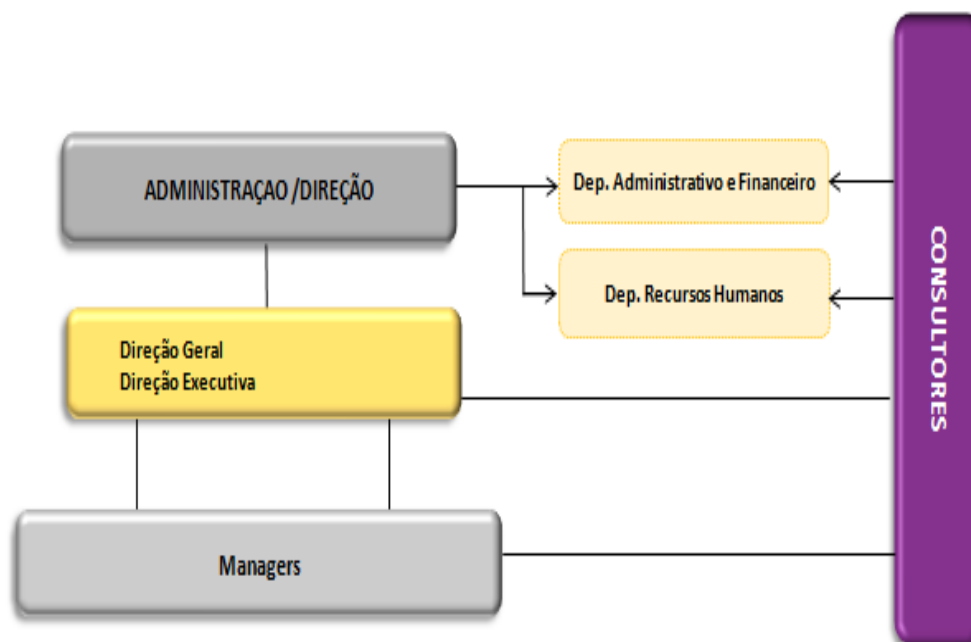 ADMINISTRAÇAO /DIREÇÃO
Dep. Administrativo e Financeiro
Dep. Recursos Humanos
Direção Geral
Direção Executiva
Managers
CONSULTORES